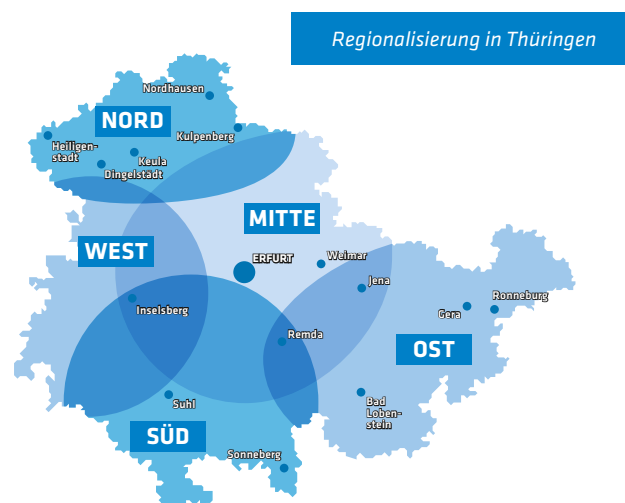 Regionalisierung in Thüringen
Nordhausen
NORD
Kulpenberg
Heiligen-
stadt
Keula
Dingelstädt
MITTE
WEST
ERFURT
Weimar
Jena
Inselsberg
Ronneburg
Gera
Remda
OST
Suhl
Bad
Loben-
stein
SÜD
Sonneberg